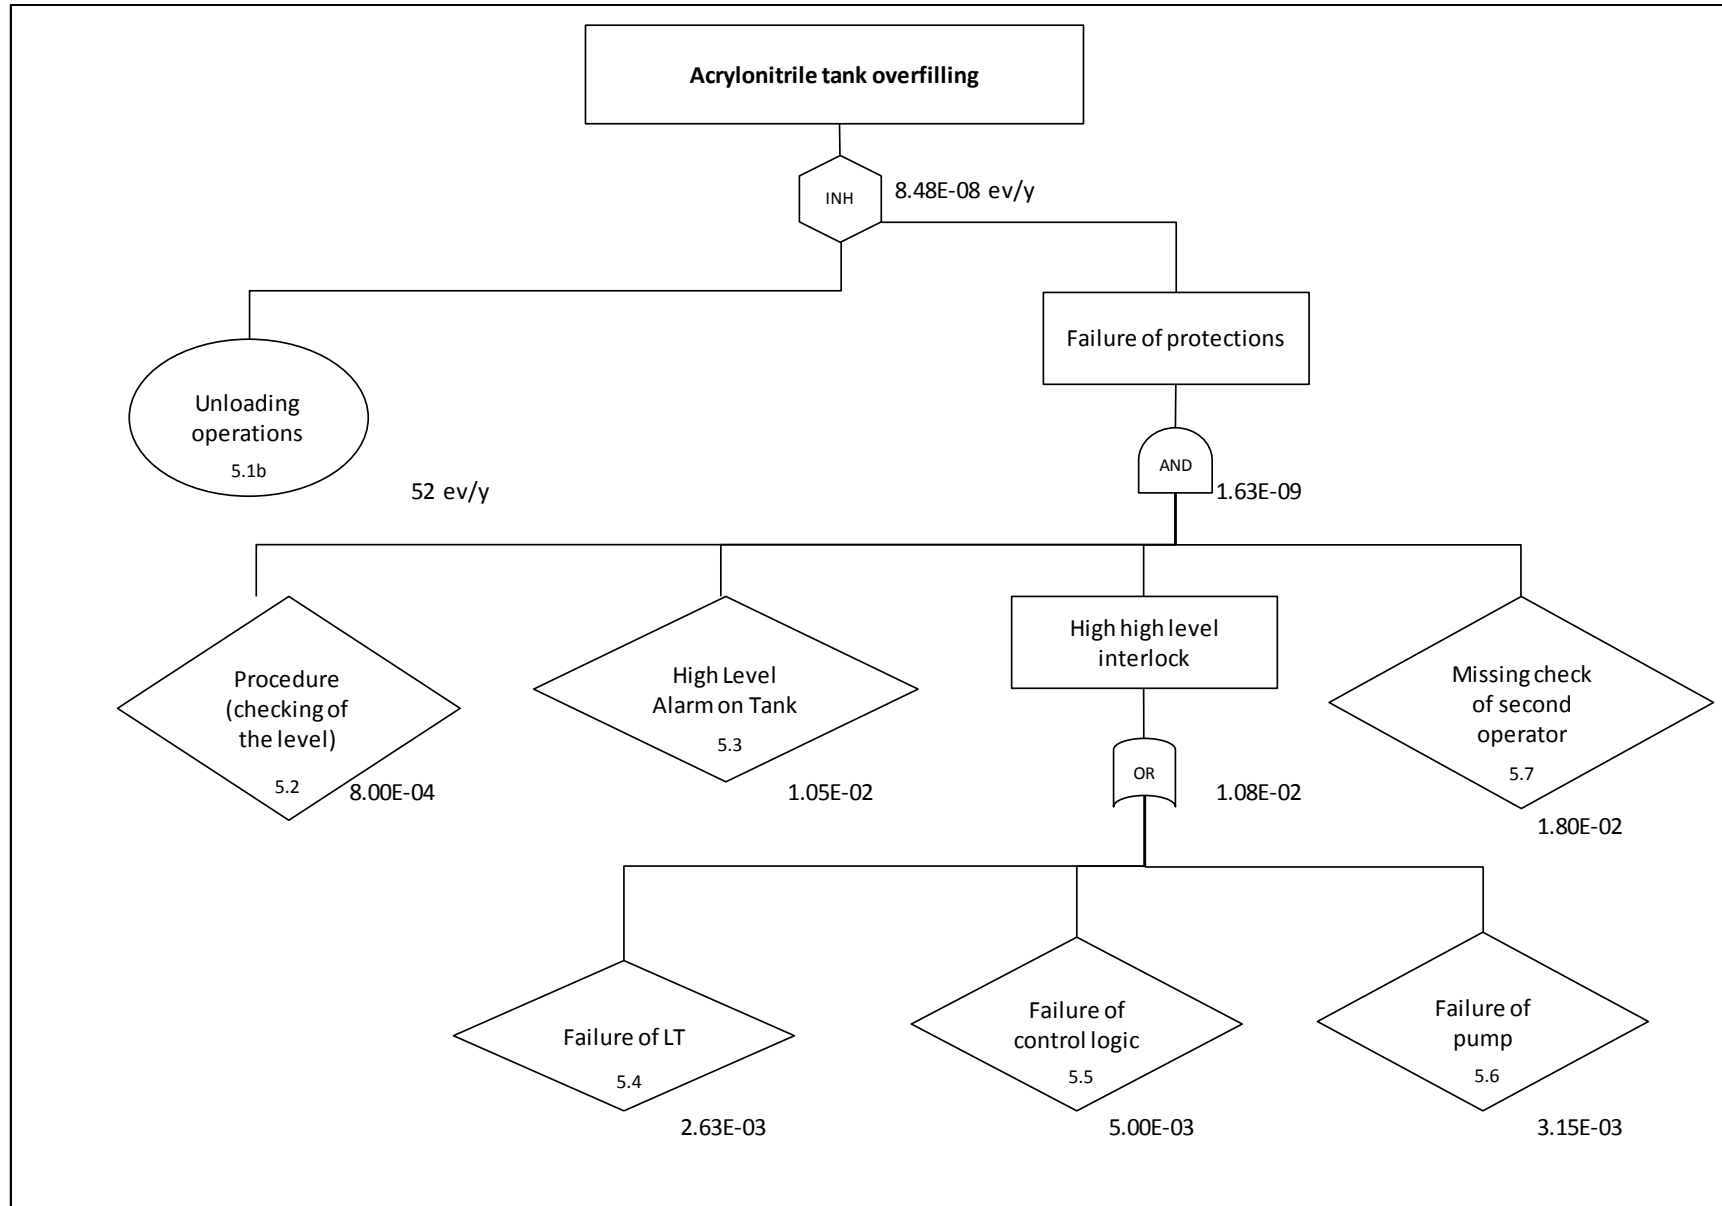 Acrylonitrile tank overfilling
INH
8.48E-08 ev/y
Failure of protections
Unloading
operations
5.1b
52 ev/y
AND
1.63E-09
Procedure
(checking of
the level)
5.2
8.00E-04
High Level
Alarm on Tank
5.3
1.05E-02
High high level
interlock
OR
1.08E-02
Missing check
of second
operator
5.7
1.80E-02
Failure of LT
5.4
2.63E-03
Failure of
control logic
5.5
5.00E-03
Failure of
pump
5.6
3.15E-03